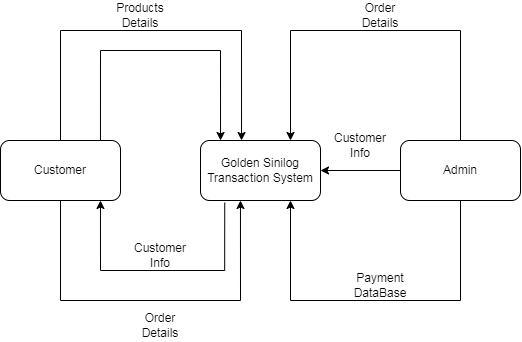 Products
Details
Order
Details
Customer
Info
Customer
Golden Sinilog
Transaction System
Admin
Customer
Info
Payment
DataBase
Order
Details